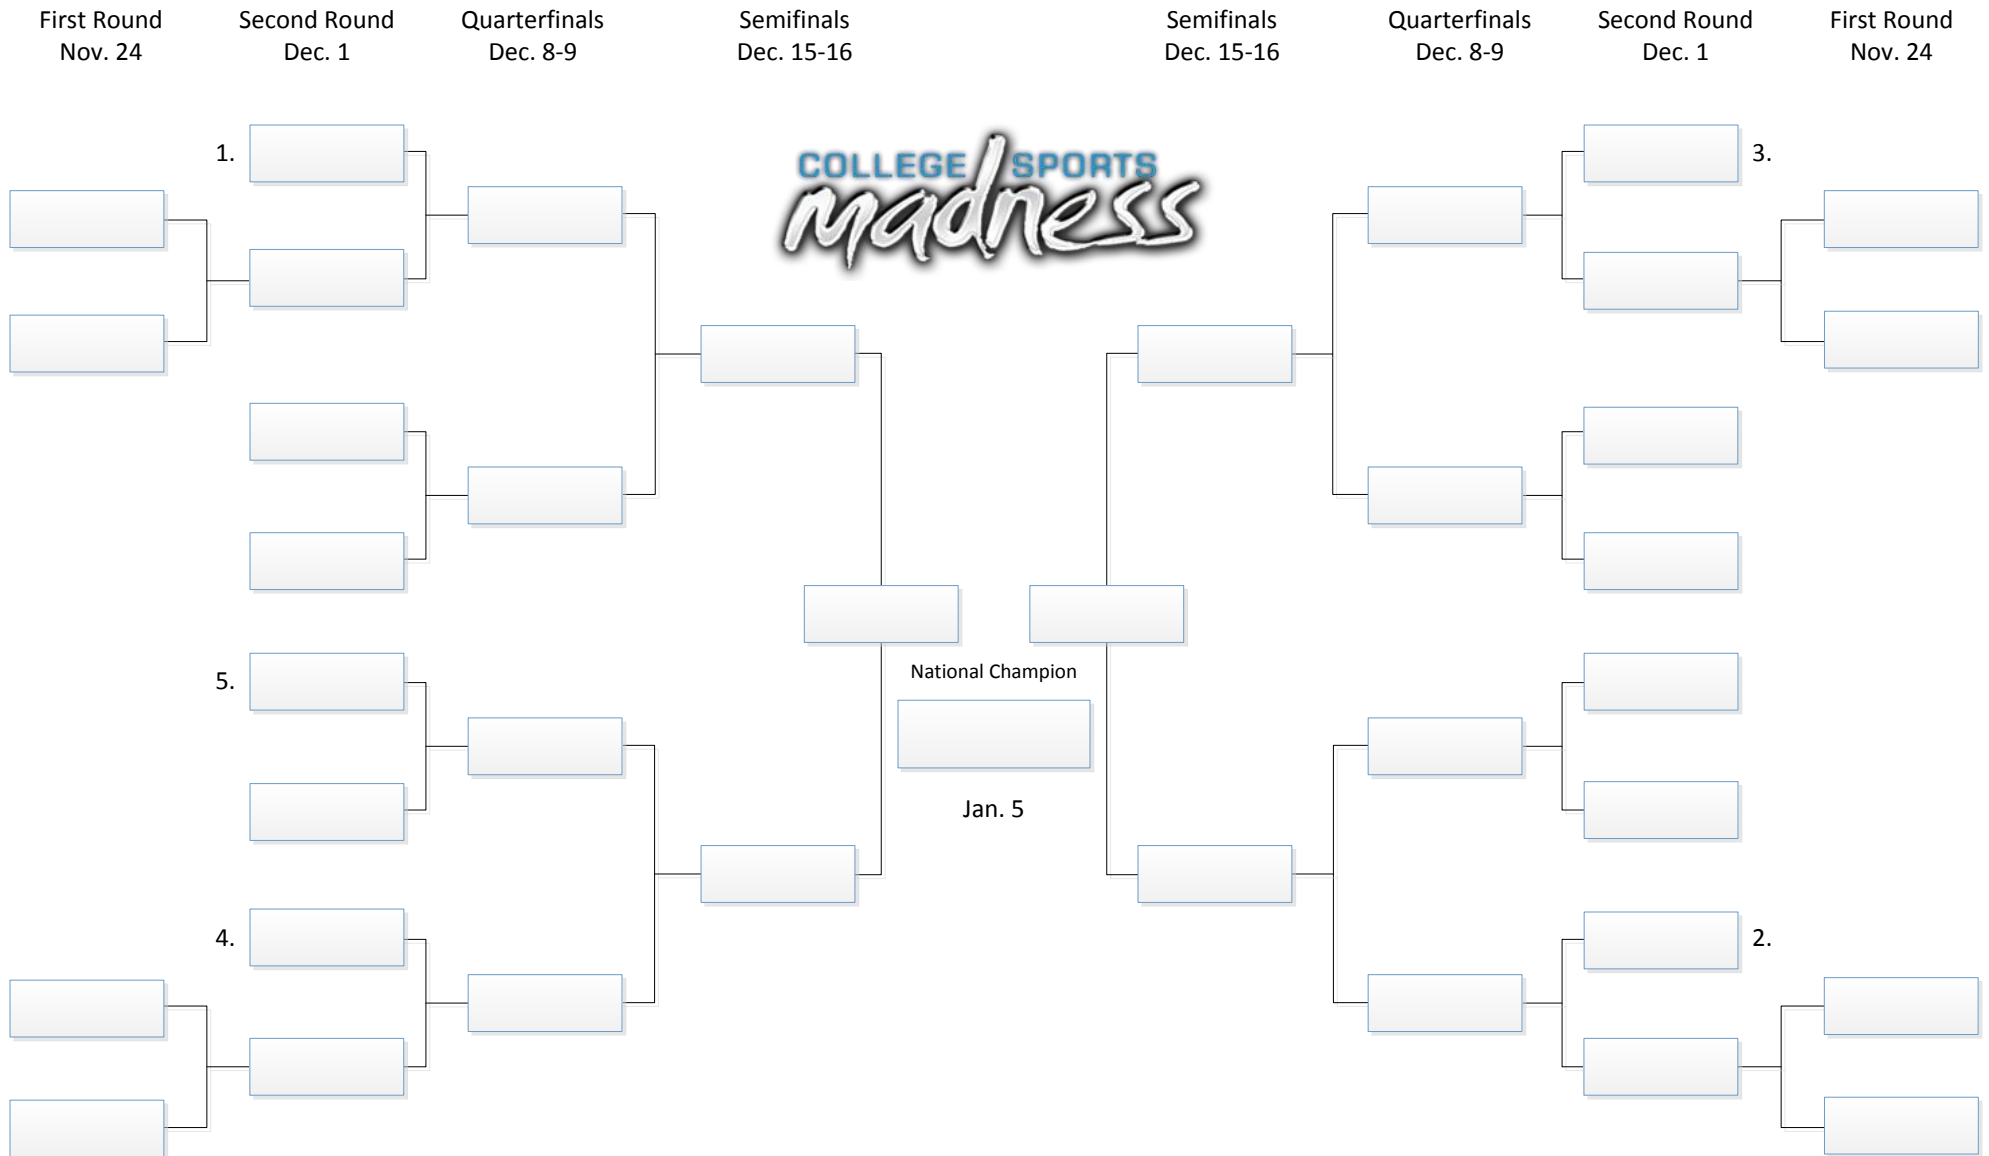 First Round
Nov. 24
Second Round
Dec. 1
Quarterfinals
Dec. 8-9
Semifinals
Dec. 15-16
Semifinals
Dec. 15-16
Quarterfinals
Dec. 8-9
Second Round
Dec. 1
First Round
Nov. 24
COLLEGE SPORTS
madness
1.
3.
5.
National Champion
Jan. 5
4.
2.